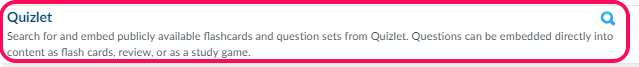 Quizlet
Search for and embed publicly available flashcards and question sets from Quizlet. Questions can be embedded directly into
content as flash cards, review, or as a study game.